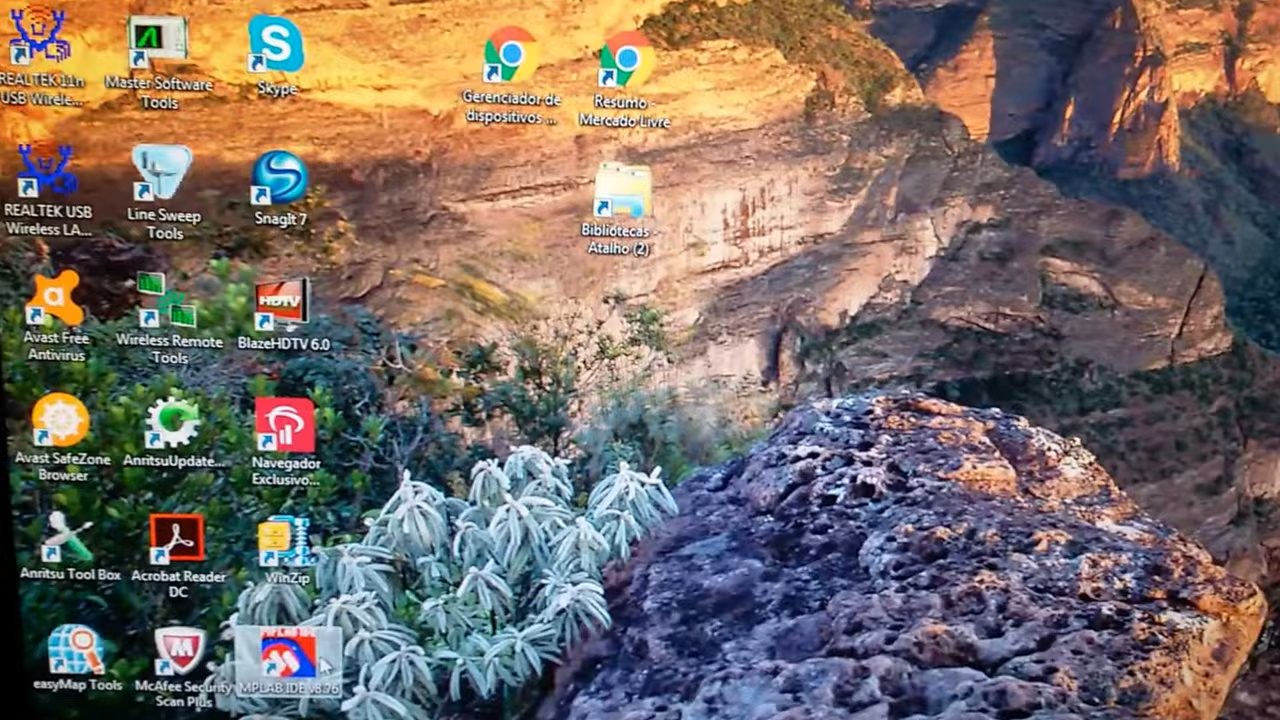 REALTEK 11n
USB Wirele...
Master Software
Tools
Skype
Gerenciador de
dispositivos ...
Resumo -
Mercado Livre
REALTEK USB
Wireless LA...
Line Sweep
Tools
SnagIt 7
Bibliotecas -
Atalho (2)
Avast Free
Antivirus
Wireless Remote
Tools
HDTV
BlazeHDTV 6.0
Avast SafeZone
Browser
AnritsuUpdate...
Navegador
Exclusivo...
Anritsu Tool Box
Acrobat Reader
DC
WinZip
easyMap Tools
McAfee Security
Scan Plus
MPLAB IDE
MPLAB IDE v8.76